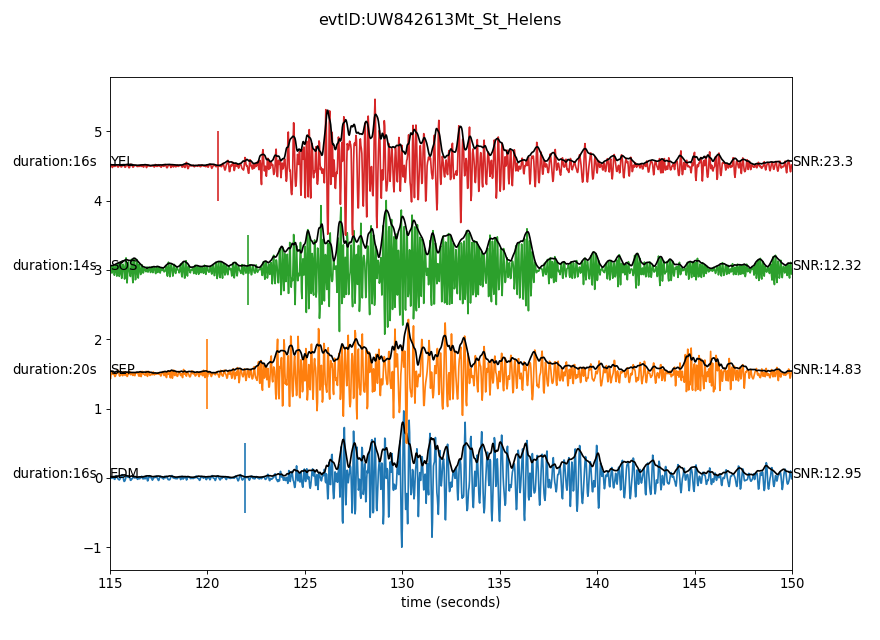 evtID:UW842613Mt_St_Helens
5
duration:16s YEL SNR:23.3
4
duration:14s 3 SOS SNR:12.32
2
duration:20s SEP SNR:14.83
1
duration:16s 0 EDM SNR:12.95
−1
115 120 125 130 135 140 145 150
time (seconds)